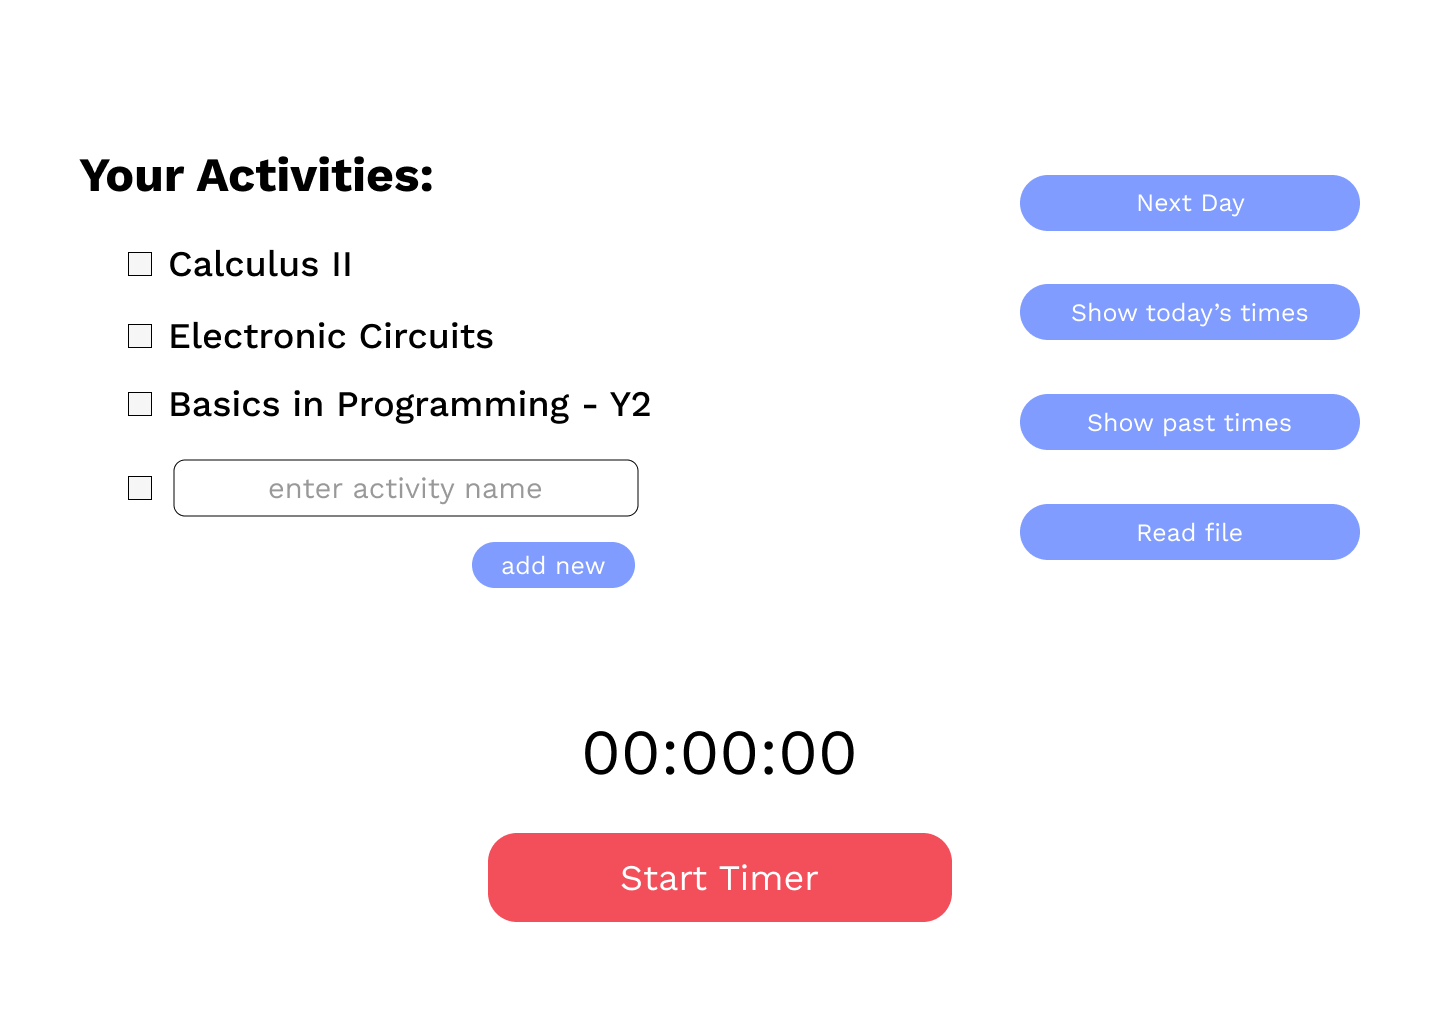 Your Activities:
Calculus II
Electronic Circuits
Basics in Programming - Y2
enter activity name
add new
Next Day
Show today’s times
Show past times
Read file
00:00:00
Start Timer